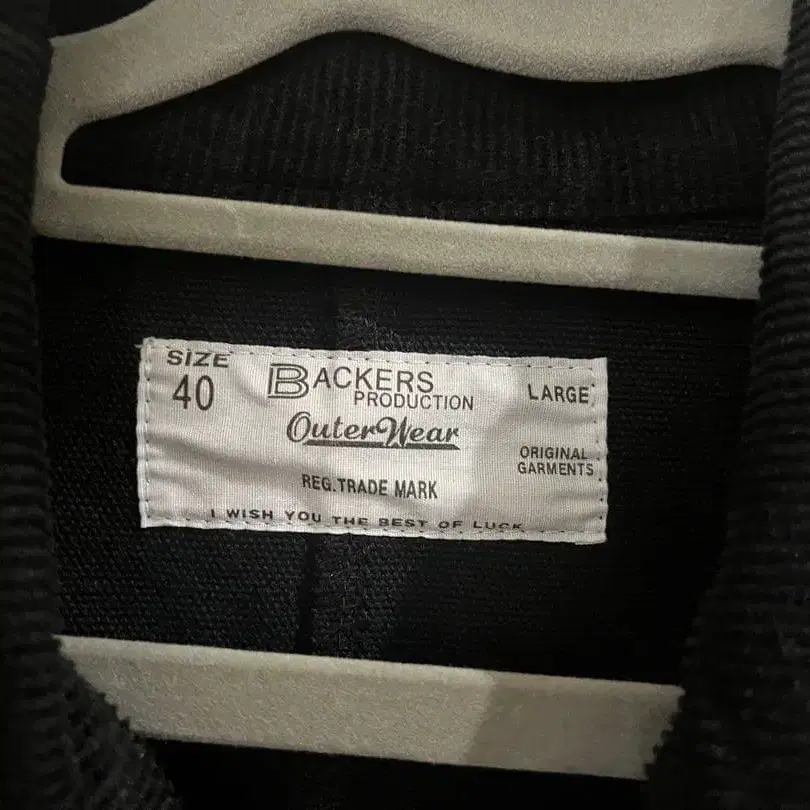 SIZE
40
BACKERS
PRODUCTION
OuterWear
LARGE
ORIGINAL
GARMENTS
REG. TRADE MARK
I WISH YOU THE BEST OF LUCK